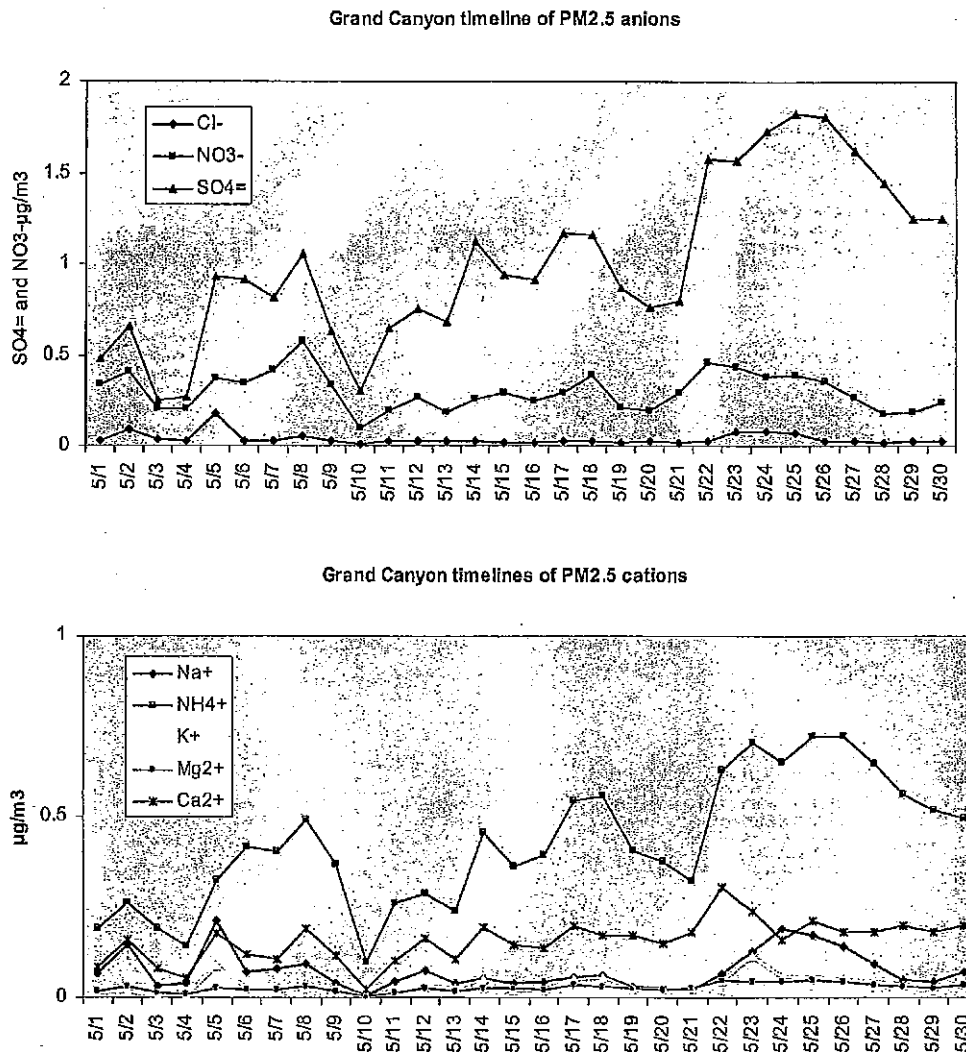 Grand Canyon timeline of PM2.5 anions
SO4= and NO3-µg/m3
2
1.5
1
0.5
0
Cl-
NO3-
SO4=
5/1 5/2 5/3 5/4 5/5 5/6 5/7 5/8 5/9 5/10 5/11 5/12 5/13 5/14 5/15 5/16 5/17 5/18 5/19 5/20 5/21 5/22 5/23 5/24 5/25 5/26 5/27 5/28 5/29 5/30
Grand Canyon timelines of PM2.5 cations
µg/m3
1
0.5
0
Na+
NH4+
K+
Mg2+
Ca2+
5/1 5/2 5/3 5/4 5/5 5/6 5/7 5/8 5/9 5/10 5/11 5/12 5/13 5/14 5/15 5/16 5/17 5/18 5/19 5/20 5/21 5/22 5/23 5/24 5/25 5/26 5/27 5/28 5/29 5/30